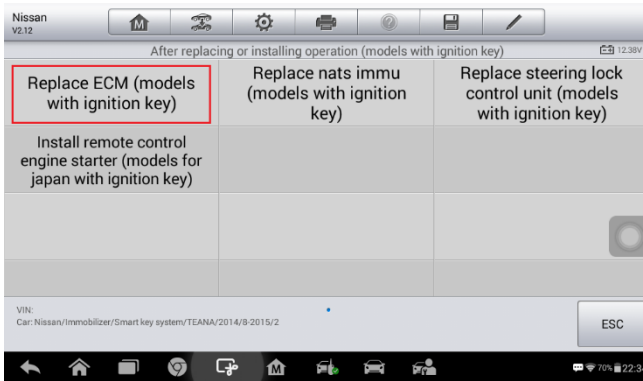 Nissan
V2.12
After replacing or installing operation (models with ignition key)
12.38V
Replace ECM (models
with ignition key)
Replace nats immu
(models with ignition
key)
Replace steering lock
control unit (models
with ignition key)
Install remote control
engine starter (models for
japan with ignition key)
VIN:
Car: Nissan/Immobilizer/Smart key system/TEANA/2014/8-2015/2
ESC
70%
22:3